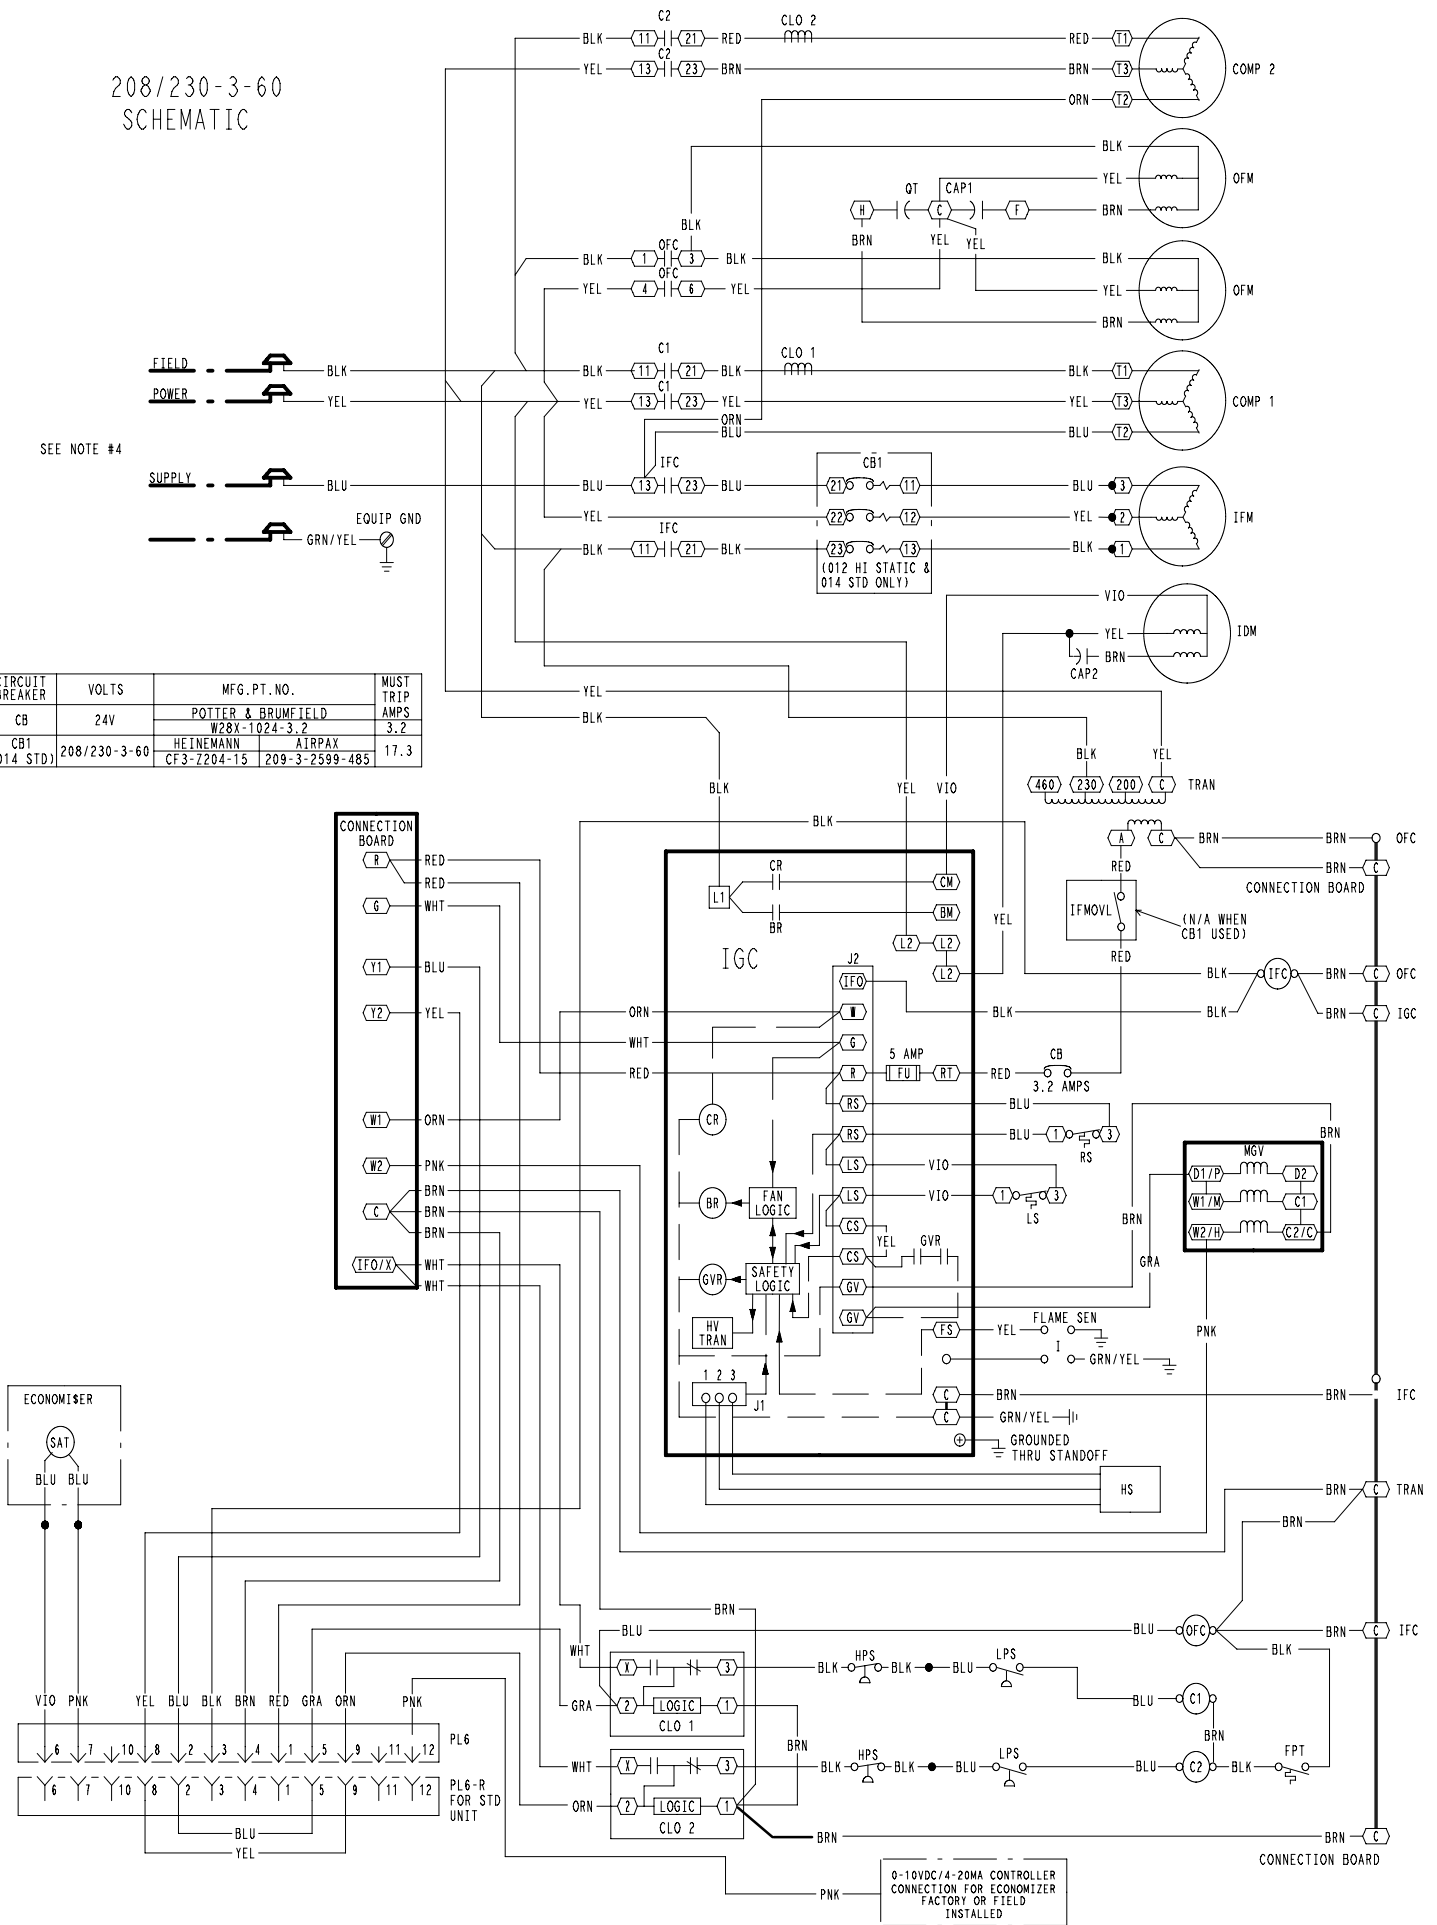 208/230-3-60
SCHEMATIC
C2
CLO 2
BLK 11 21 RED RED T1
C2
YEL 13 23 BRN BRN T3 COMP 2
ORN T2
BLK
YEL OFM
QT CAP1
H C F BRN
BLK
BRN YEL YEL
OFC
BLK 1 3 BLK BLK
OFC
YEL 4 6 YEL YEL OFM
BRN
C1 CLO 1
FIELD BLK BLK 11 21 BLK BLK T1
C1
POWER YEL YEL 13 23 YEL YEL T3 COMP 1
ORN
BLU BLU T2
SEE NOTE #4
IFC CB1
SUPPLY BLU BLU 13 23 BLU 21 11 BLU 3
EQUIP GND YEL 22 12 YEL 2 IFM
IFC
GRN/YEL BLK 11 21 BLK 23 13 BLK 1
(012 HI STATIC &
014 STD ONLY)
VIO
YEL IDM
BRN
CAP2
CIRCUIT BREAKER VOLTS MFG.PT.NO. MUST TRIP AMPS
CB 24V POTTER & BRUMFIELD
W28X-1024-3.2 3.2
CB1
014 STD) 208/230-3-60 HEINEMANN AIRPAX 17.3
CF3-Z204-15 209-3-2599-485
YEL
BLK
BLK YEL
BLK YEL VIO
460 230 200 C TRAN
BLK
A C BRN BRN OFC
BRN C
CONNECTION BOARD
RED
IFMOVL
(N/A WHEN
CB1 USED)
RED
CONNECTION
BOARD
R RED
RED
G WHT
Y1 BLU
Y2 YEL
W1 ORN
W2 PNK
BRN
C BRN
BRN
IFO/X WHT
WHT
CR
L1 CM
BR BM
L2 L2
L2
YEL
IGC
J2
IFO
BLK IFC BRN C OFC
ORN W BLK BLK BRN C IGC
WHT G
5 AMP CB
RED R FU RT RED
3.2 AMPS
CR RS BLU
RS BLU 1 3
RS
LS VIO
LS VIO 1 3
LS
BR FAN
LOGIC
CS
YEL
CS GVR
GVR SAFETY
LOGIC
GV
GV
HV
TRAN
BRN
MGV
D1/P D2
W1/M C1
W2/H C2/C
BRN
GRA
PNK
FLAME SEN
FS YEL
I
GRN/YEL
1 2 3
J1
C BRN BRN IFC
C GRN/YEL
GROUNDED
THRU STANDOFF
HS
BRN C TRAN
BRN
ECONOMI$ER
SAT
BLU BLU
BRN
BLU BLU OFC BRN C IFC
BLK
WHT
X 3 BLK HPS BLK BLU LPS
GRA 2 LOGIC 1
CLO 1
BLU C1
BRN
BRN
WHT X 3 BLK HPS BLK BLU LPS BLU C2 BLK FPT
ORN 2 LOGIC 1
CLO 2
BRN BRN C
CONNECTION BOARD
VIO PNK YEL BLU BLK BRN RED GRA ORN PNK
6 7 10 8 2 3 4 1 5 9 11 12 PL6
6 7 10 8 2 3 4 1 5 9 11 12 PL6-R
FOR STD
UNIT
BLU
YEL
PNK
0-10VDC/4-20MA CONTROLLER
CONNECTION FOR ECONOMIZER
FACTORY OR FIELD
INSTALLED